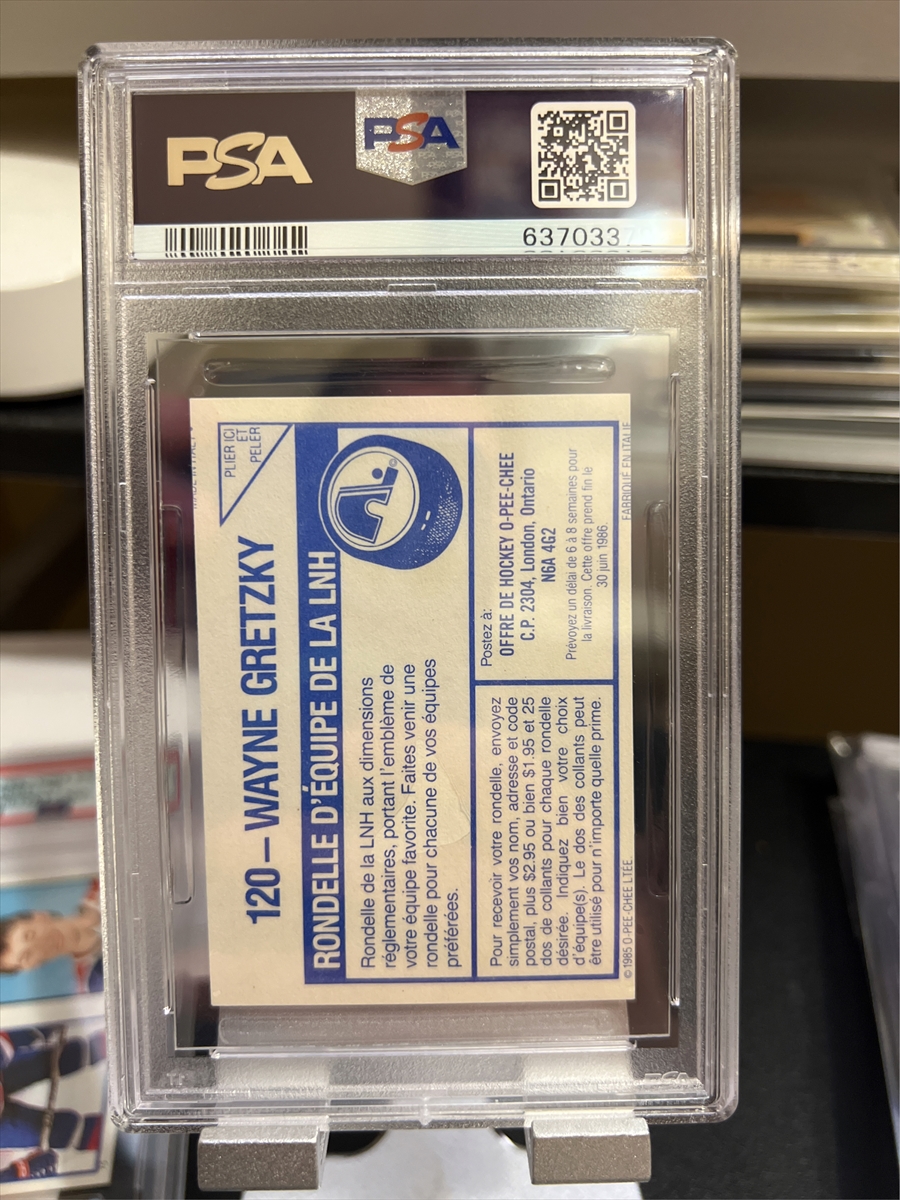 PSA
PSA
6370337
120 – WAYNE GRETZKY
PLIER ICI
ET
PELER
RONDELLE D'ÉQUIPE DE LA LNH
Rondelle de la LNH aux dimensions
réglementaires, portant l'emblème de
votre équipe favorite. Faites venir une
rondelle pour chacune de vos équipes
préférées.
Pour recevoir votre rondelle, envoyez
simplement vos nom, adresse et code
postal, plus $2.95 ou bien $1.95 et 25
dos de collants pour chaque rondelle
désirée. Indiquez bien votre choix
d'équipe(s). Le dos des collants peut
être utilisé pour n'importe quelle prime.
Postez à:
OFFRE DE HOCKEY O-PEE-CHEE
C.P. 2304, London, Ontario
N6A 4G2
Prévoyez un délai de 6 à 8 semaines pour
la livraison. Cette offre prend fin le
30 juin 1986.
© 1985 O-PEE-CHEE LTÉE
FABRIQUÉ EN ITALIE